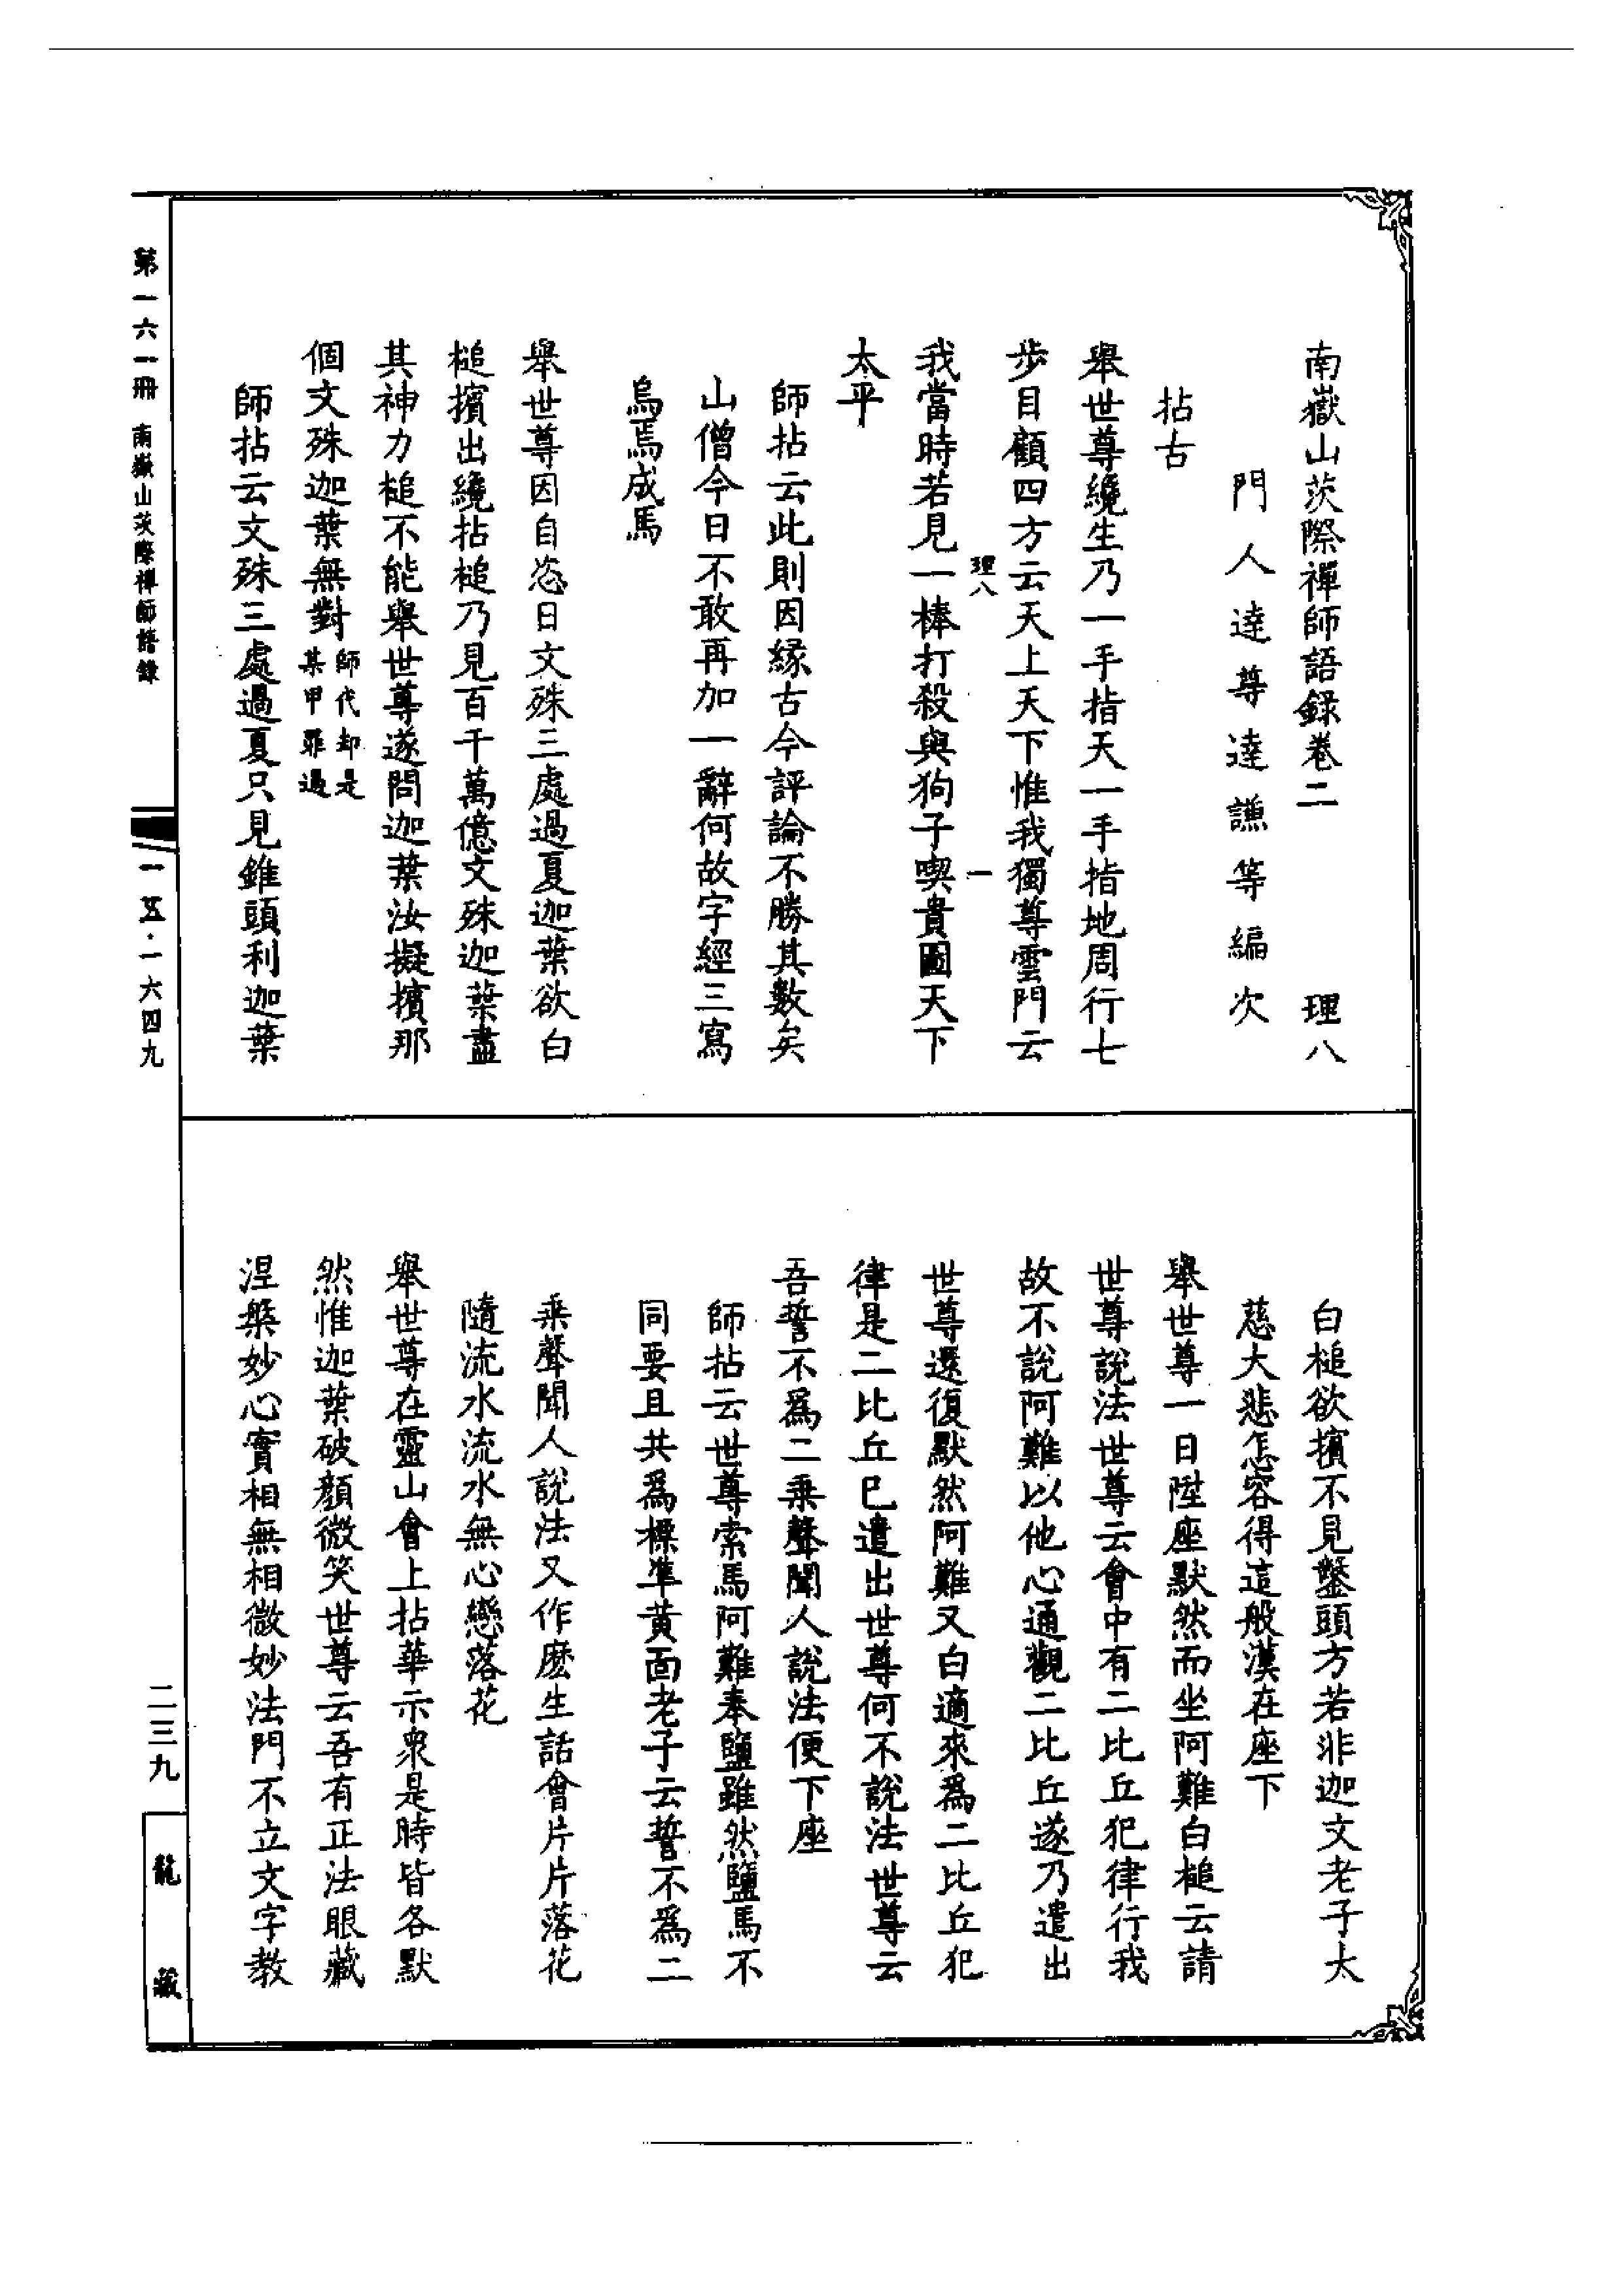 南嶽山茨際禪師語録卷二　理八
門人達尊達謙等編次
拈古
舉世尊纔生乃一手指天一手指地周行七
步目顧四方云天上天下惟我獨尊雲門云
理八　一
我當時若見一棒打殺與狗子喫貴圖天下
太平
師拈云此則因緣古今評論不勝其數矣
山僧今日不敢再加一辭何故字經三寫
烏焉成馬
舉世尊因自恣日文殊三處過夏迦葉欲白
槌擯出纔拈槌乃見百千萬億文殊迦葉盡
其神力槌不能舉世尊遂問迦葉汝擬擯那
個文殊迦葉無對師代却是某甲罪過
師拈云文殊三處過夏只見錐頭利迦葉
白槌欲擯不見鑿頭方若非迦文老子太
慈大悲怎容得這般漢在座下
舉世尊一日陞座默然而坐阿難白槌云請
世尊說法世尊云會中有二比丘犯律行我
故不說阿難以他心通觀二比丘遂乃遣出
世尊還復默然阿難又白適來爲二比丘犯
律是二比丘已遣出世尊何不說法世尊云
吾誓不爲二乘聲聞人說法便下座
師拈云世尊索馬阿難奉鹽雖然鹽馬不
同要且共爲標準黃面老子云誓不爲二
乘聲聞人說法又作麽生話會片片落花
隨流水流水無心戀落花
舉世尊在靈山會上拈華示衆是時皆各默
然惟迦葉破顏微笑世尊云吾有正法眼藏
涅槃妙心實相無相微妙法門不立文字教
第一六一冊　南嶽山茨際禪師語錄
一五·一六四九
二三九
龍藏